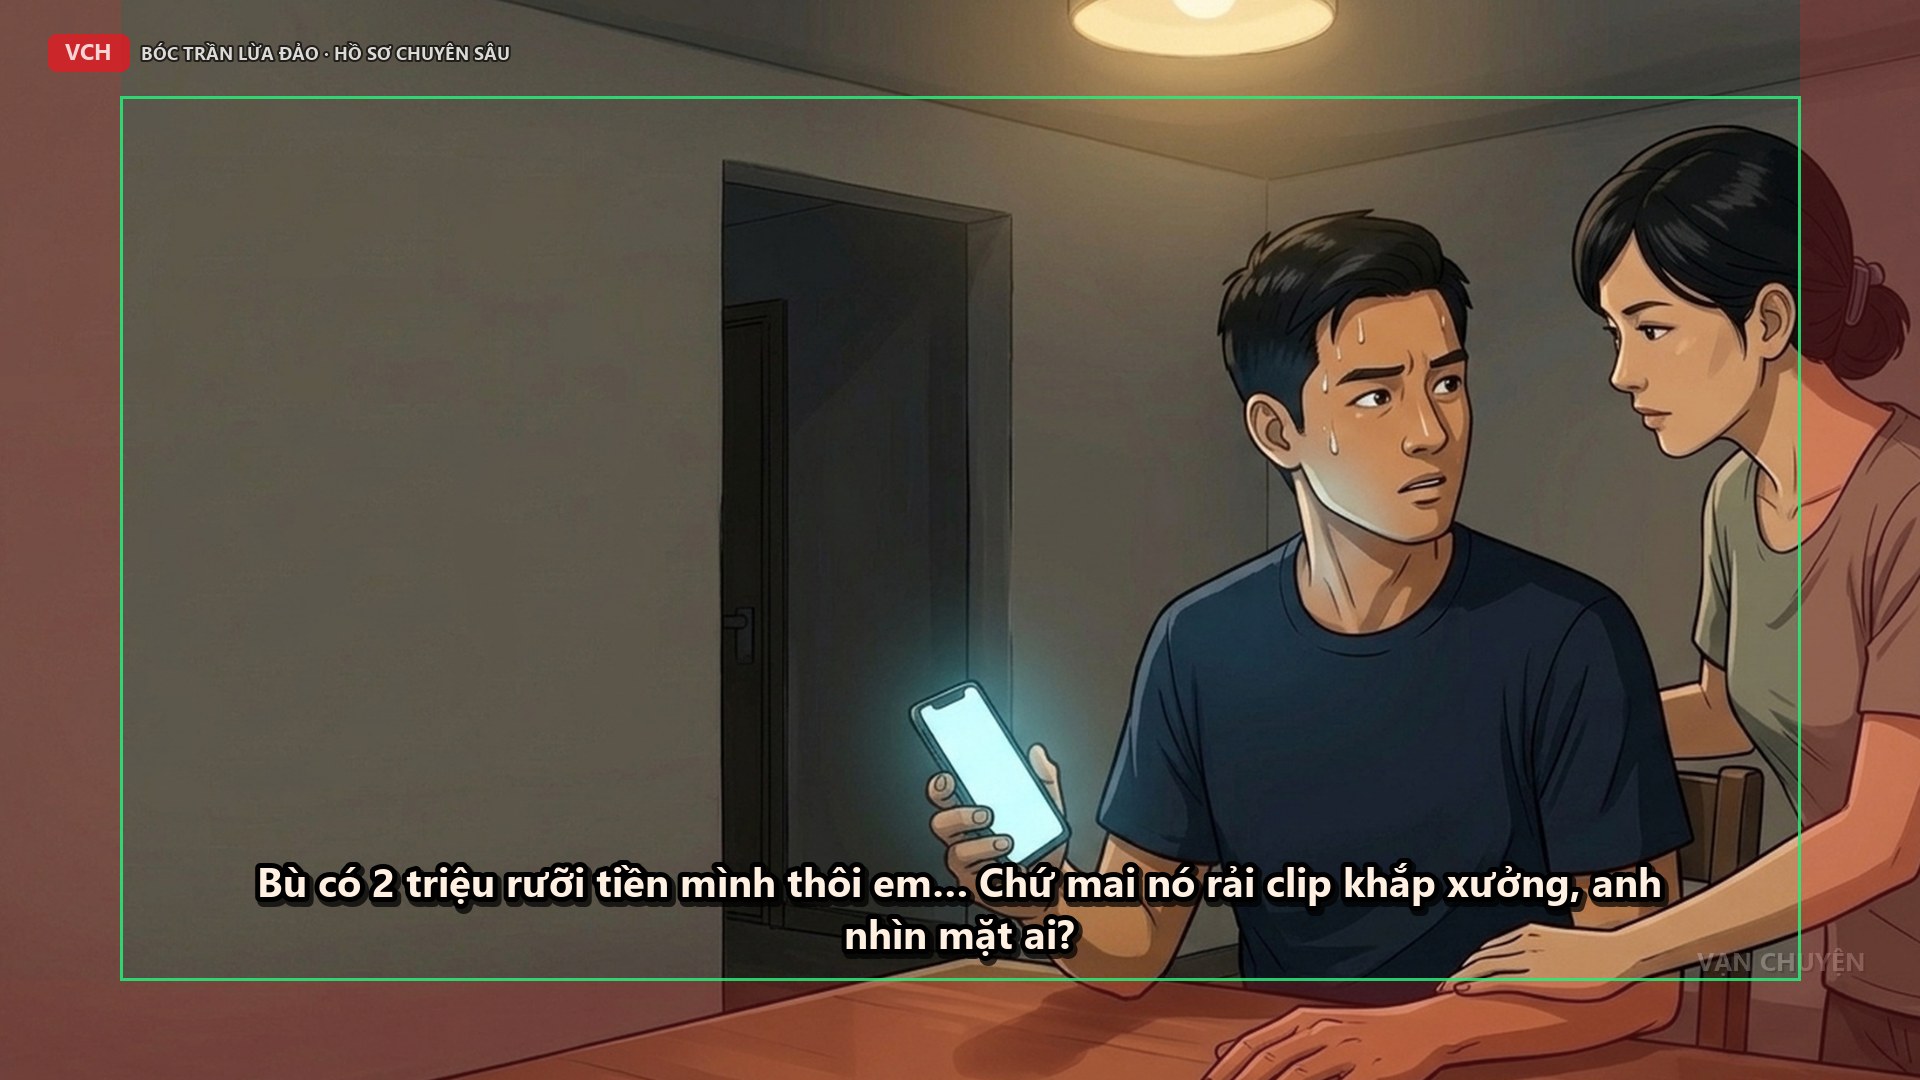 VCH BÓC TRẦN LỪA ĐẢO · HỒ SƠ CHUYÊN SÂU
Bù có 2 triệu rưỡi tiền mình thôi em... Chứ mai nó rải clip khắp xưởng, anh
nhìn mặt ai?
VẠN CHUYỆN